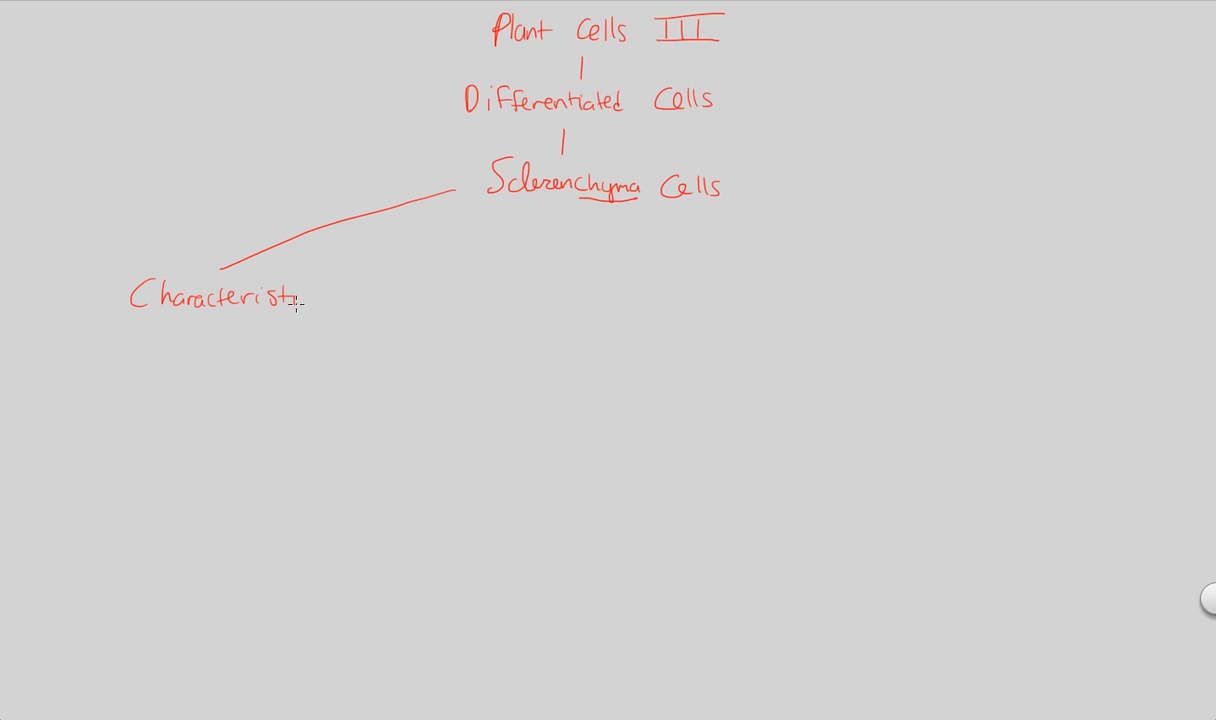 Plant Cells III
Differentiated Cells
Sclerenchyma Cells
Characterist